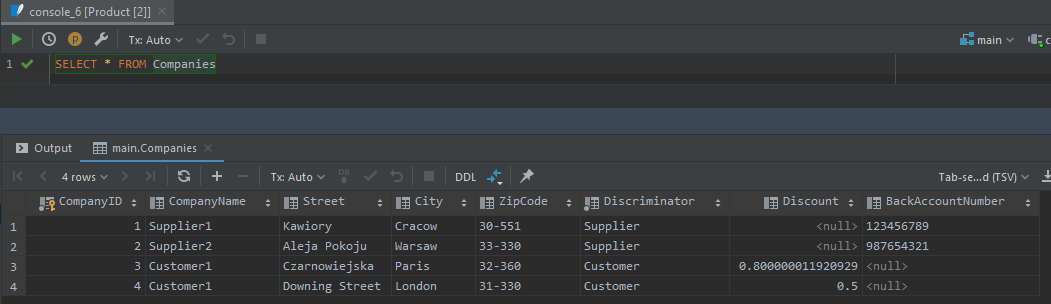 console_6 [Product [2]]
Tx: Auto
main
c
1 SELECT * FROM Companies
Output
main.Companies
4 rows
Tx: Auto
DB
DDL
Tab-se...d (TSV)
CompanyID CompanyName Street City ZipCode Discriminator Discount BackAccountNumber
1 1 Supplier1 Kawiory Cracow 30-551 Supplier <null> 123456789
2 2 Supplier2 Aleja Pokoju Warsaw 33-330 Supplier <null> 987654321
3 3 Customer1 Czarnowiejska Paris 32-360 Customer 0.800000011920929 <null>
4 4 Customer1 Downing Street London 31-330 Customer 0.5 <null>